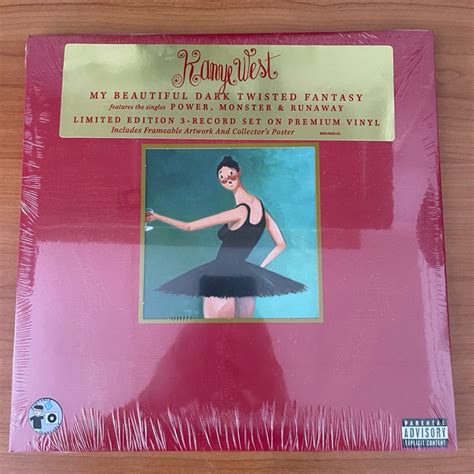 Kanye West
MY BEAUTIFUL DARK TWISTED FANTASY
features the singles POWER, MONSTER & RUNAWAY
LIMITED EDITION 3-RECORD SET ON PREMIUM VINYL
Includes Frameable Artwork And Collector's Poster
PARENTAL
ADVISORY
EXPLICIT CONTENT